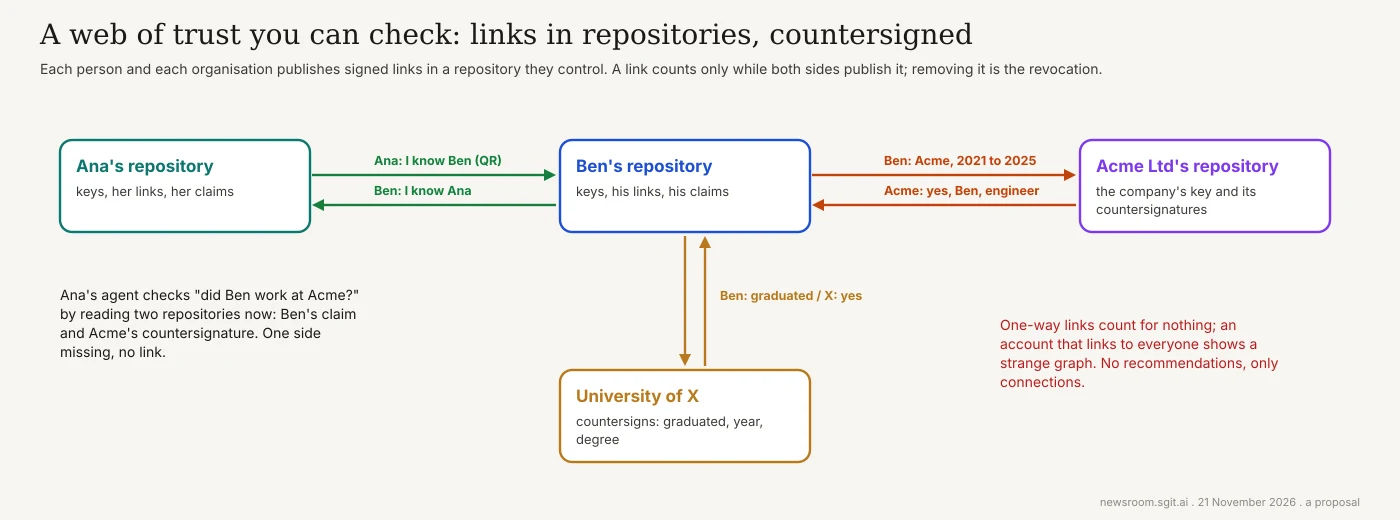 A web of trust you can check: links in repositories, countersigned
Each person and each organisation publishes signed links in a repository they control. A link counts only while both sides publish it; removing it is the revocation.
Ana's repository
keys, her links, her claims
Ana: I know Ben (QR)
Ben: I know Ana
Ben's repository
keys, his links, his claims
Ben: Acme, 2021 to 2025
Acme: yes, Ben, engineer
Acme Ltd's repository
the company's key and its
countersignatures
Ana's agent checks "did Ben work at Acme?"
by reading two repositories now: Ben's claim
and Acme's countersignature. One side
missing, no link.
Ben: graduated / X: yes
One-way links count for nothing; an
account that links to everyone shows a
strange graph. No recommendations, only
connections.
University of X
countersigns: graduated, year,
degree
newsroom.sgit.ai . 21 November 2026 . a proposal